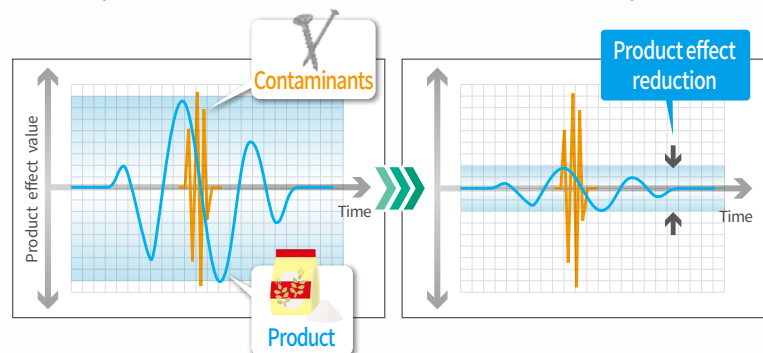 Contaminants
Product effect
reduction
Product effect value
Time
Time
Product